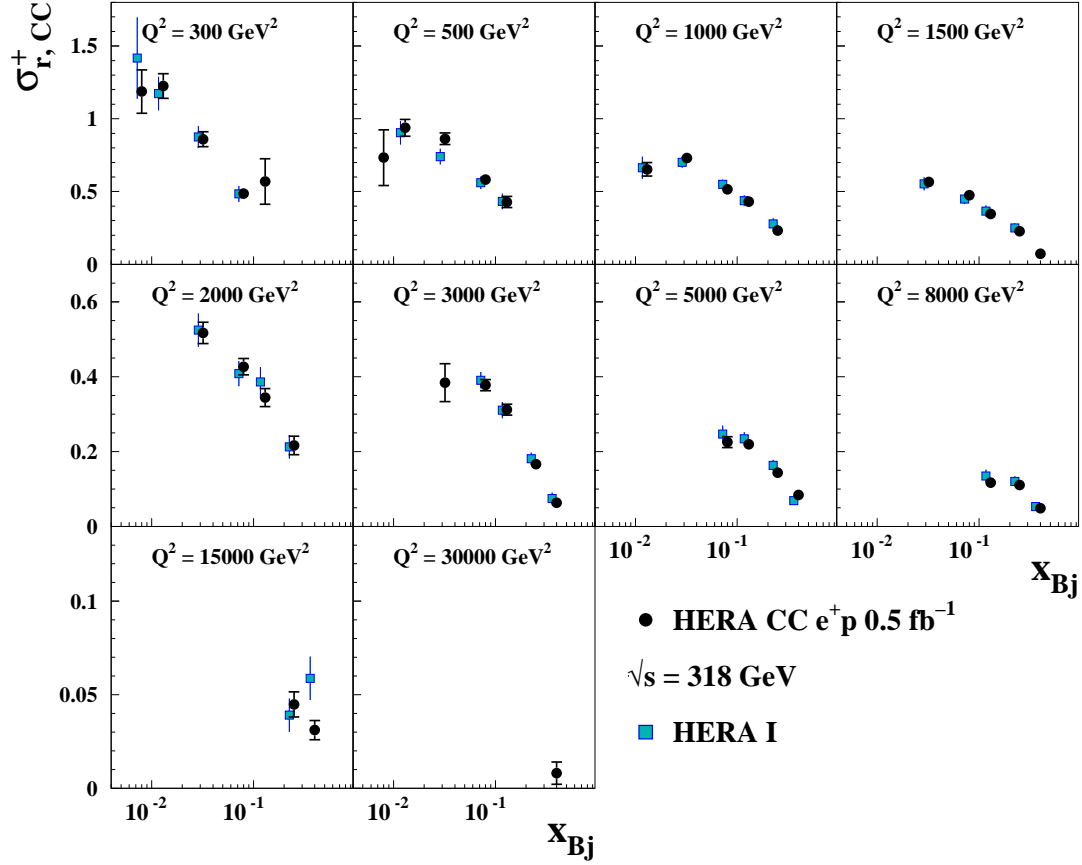 σ⁺r, CC
Q² = 300 GeV²
Q² = 500 GeV²
Q² = 1000 GeV²
Q² = 1500 GeV²
1.5
1
0.5
0
Q² = 2000 GeV²
Q² = 3000 GeV²
Q² = 5000 GeV²
Q² = 8000 GeV²
0.6
0.4
0.2
0
10⁻² 10⁻¹ 10⁻² 10⁻¹
xBj
Q² = 15000 GeV²
Q² = 30000 GeV²
0.1
0.05
0
10⁻² 10⁻¹ 10⁻² 10⁻¹
xBj
HERA CC e⁺p 0.5 fb⁻¹
√s = 318 GeV
HERA I